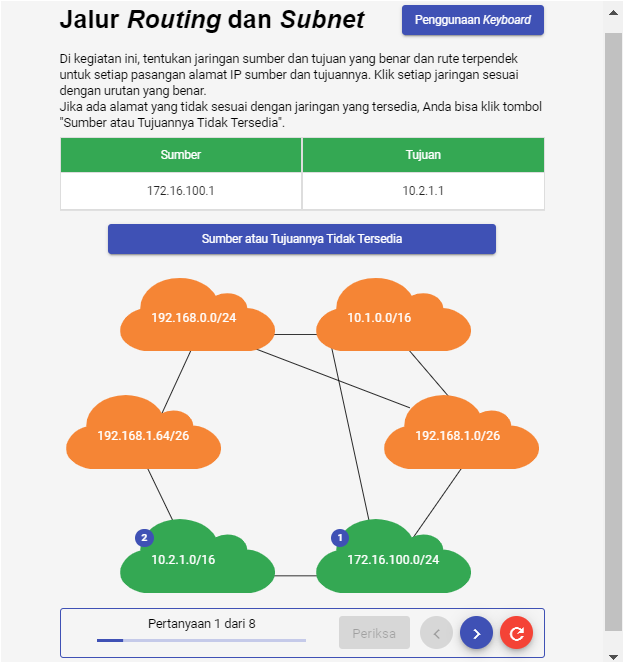 Jalur Routing dan Subnet
Penggunaan Keyboard
Di kegiatan ini, tentukan jaringan sumber dan tujuan yang benar dan rute terpendek
untuk setiap pasangan alamat IP sumber dan tujuannya. Klik setiap jaringan sesuai
dengan urutan yang benar.
Jika ada alamat yang tidak sesuai dengan jaringan yang tersedia, Anda bisa klik tombol
"Sumber atau Tujuannya Tidak Tersedia".
Sumber
Tujuan
172.16.100.1
10.2.1.1
Sumber atau Tujuannya Tidak Tersedia
192.168.0.0/24
10.1.0.0/16
192.168.1.64/26
192.168.1.0/26
2
10.2.1.0/16
1
172.16.100.0/24
Pertanyaan 1 dari 8
Periksa